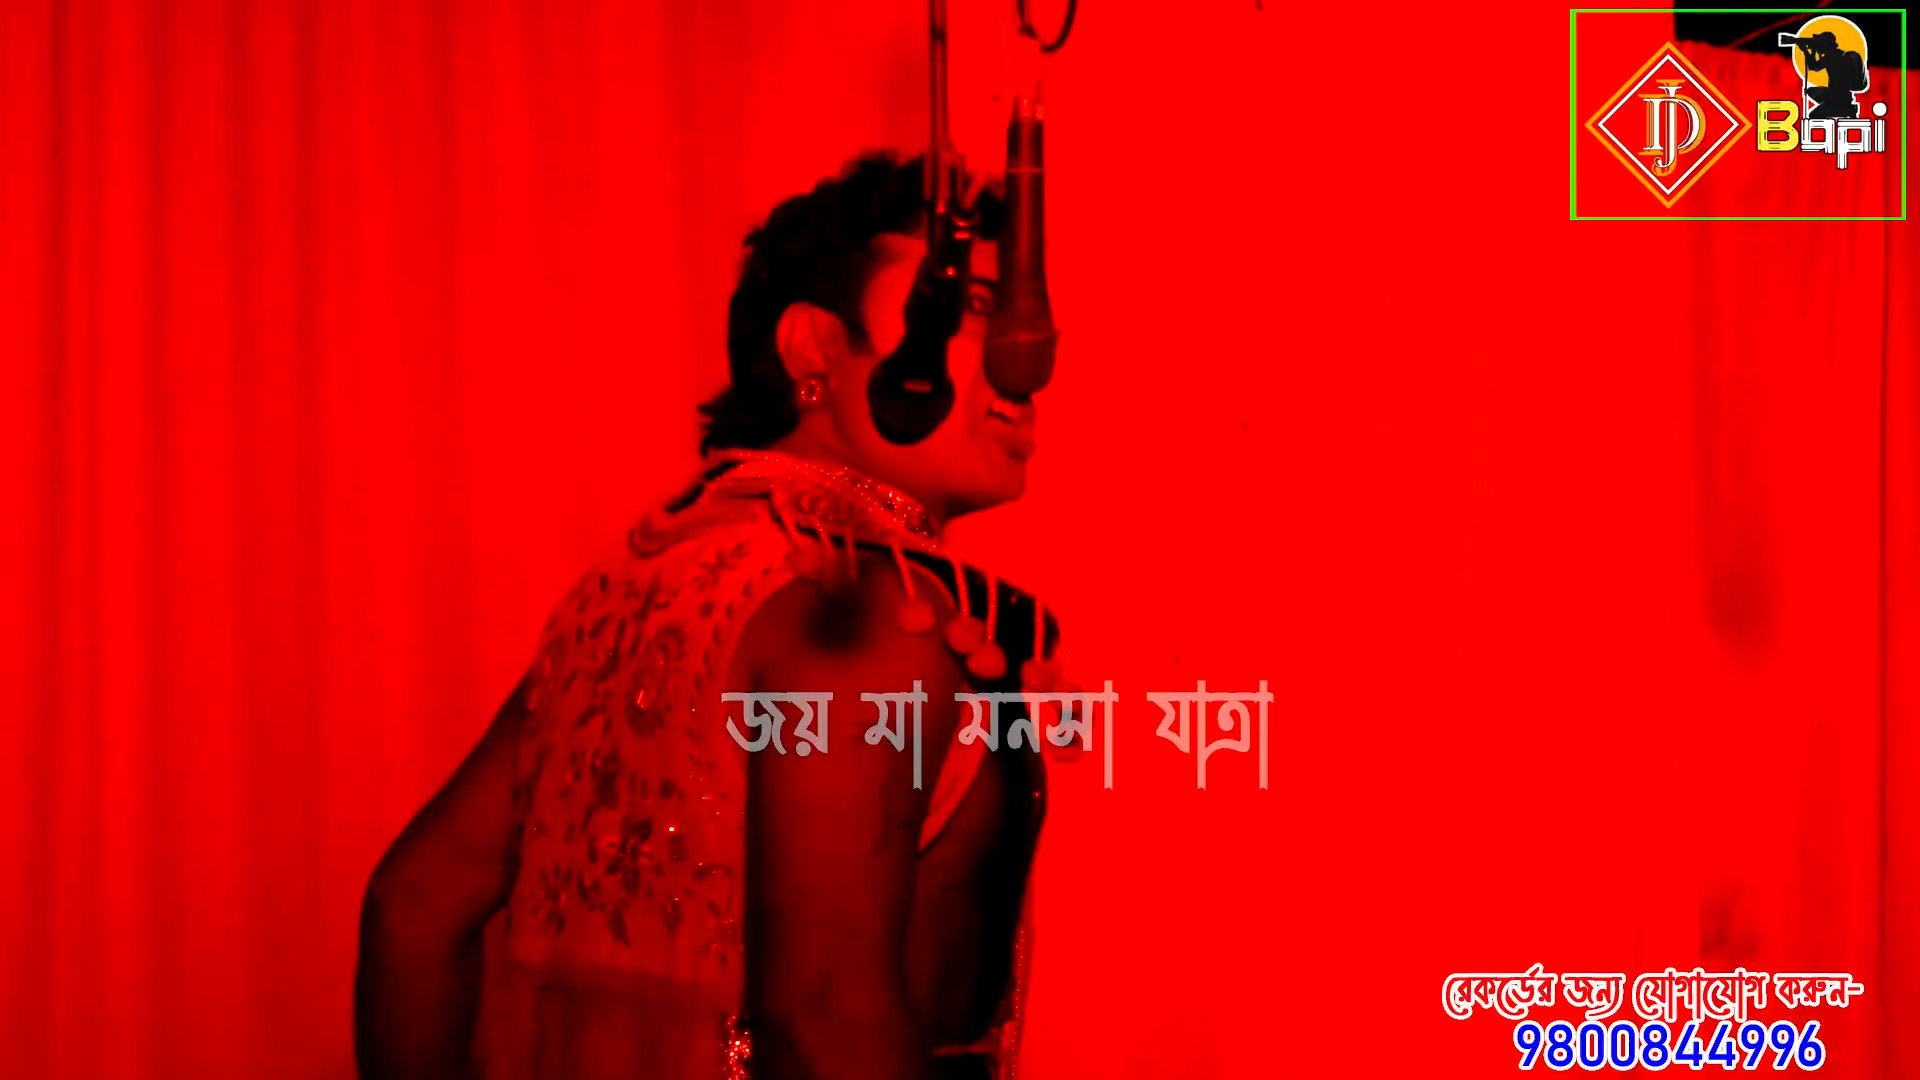 DJ
Bapi
জয় মা মনসা যাত্রা
রেকর্ডের জন্য যোগাযোগ করুন-
9800844996